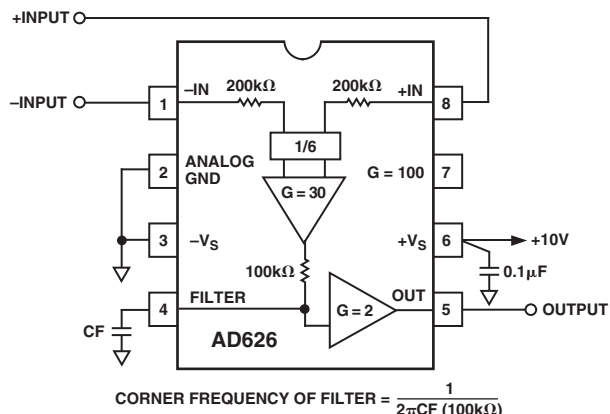 +INPUT
–INPUT
200kΩ
200kΩ
1
–IN
+IN
8
1/6
2
ANALOG
GND
G = 30
G = 100
7
3
–VS
+VS
6
+10V
100kΩ
0.1µF
4
FILTER
OUT
5
OUTPUT
CF
G = 2
AD626
CORNER FREQUENCY OF FILTER = 1
2πCF (100kΩ)